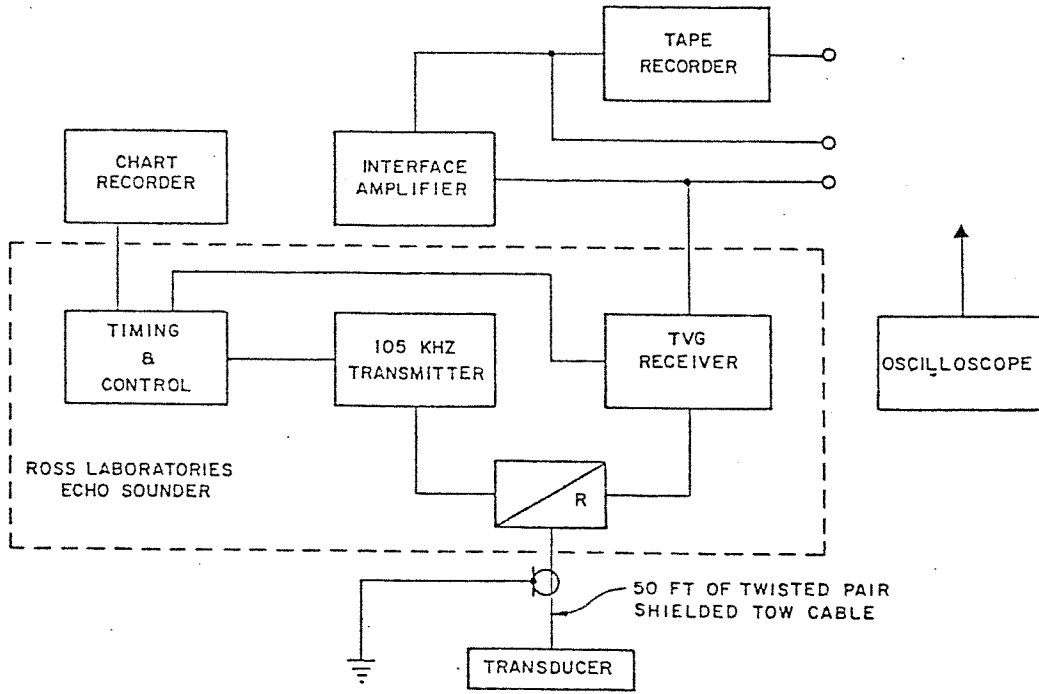 TAPE
RECORDER
CHART
RECORDER
INTERFACE
AMPLIFIER
TIMING
&
CONTROL
105 KHZ
TRANSMITTER
TVG
RECEIVER
OSCILLOSCOPE
ROSS LABORATORIES
ECHO SOUNDER
R
50 FT OF TWISTED PAIR
SHIELDED TOW CABLE
TRANSDUCER